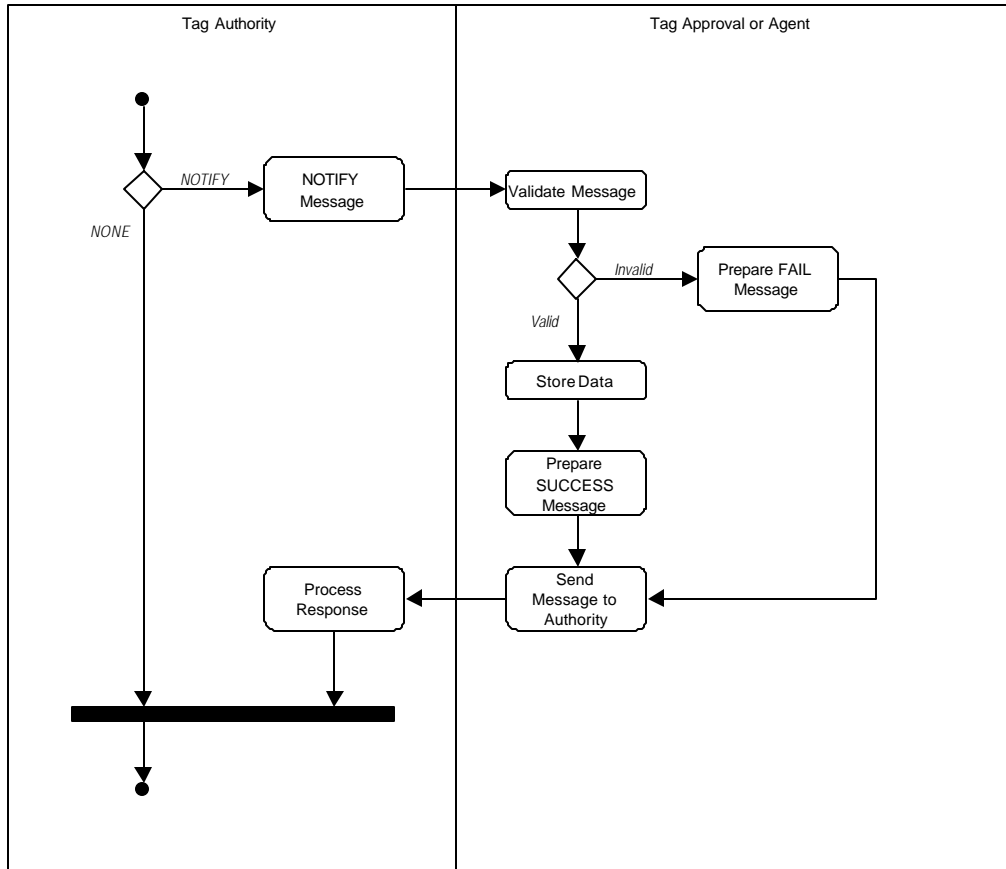 Tag Authority
Tag Approval or Agent
NOTIFY
NOTIFY
Message
Validate Message
NONE
Invalid
Prepare FAIL
Message
Valid
Store Data
Prepare
SUCCESS
Message
Send
Message to
Authority
Process
Response